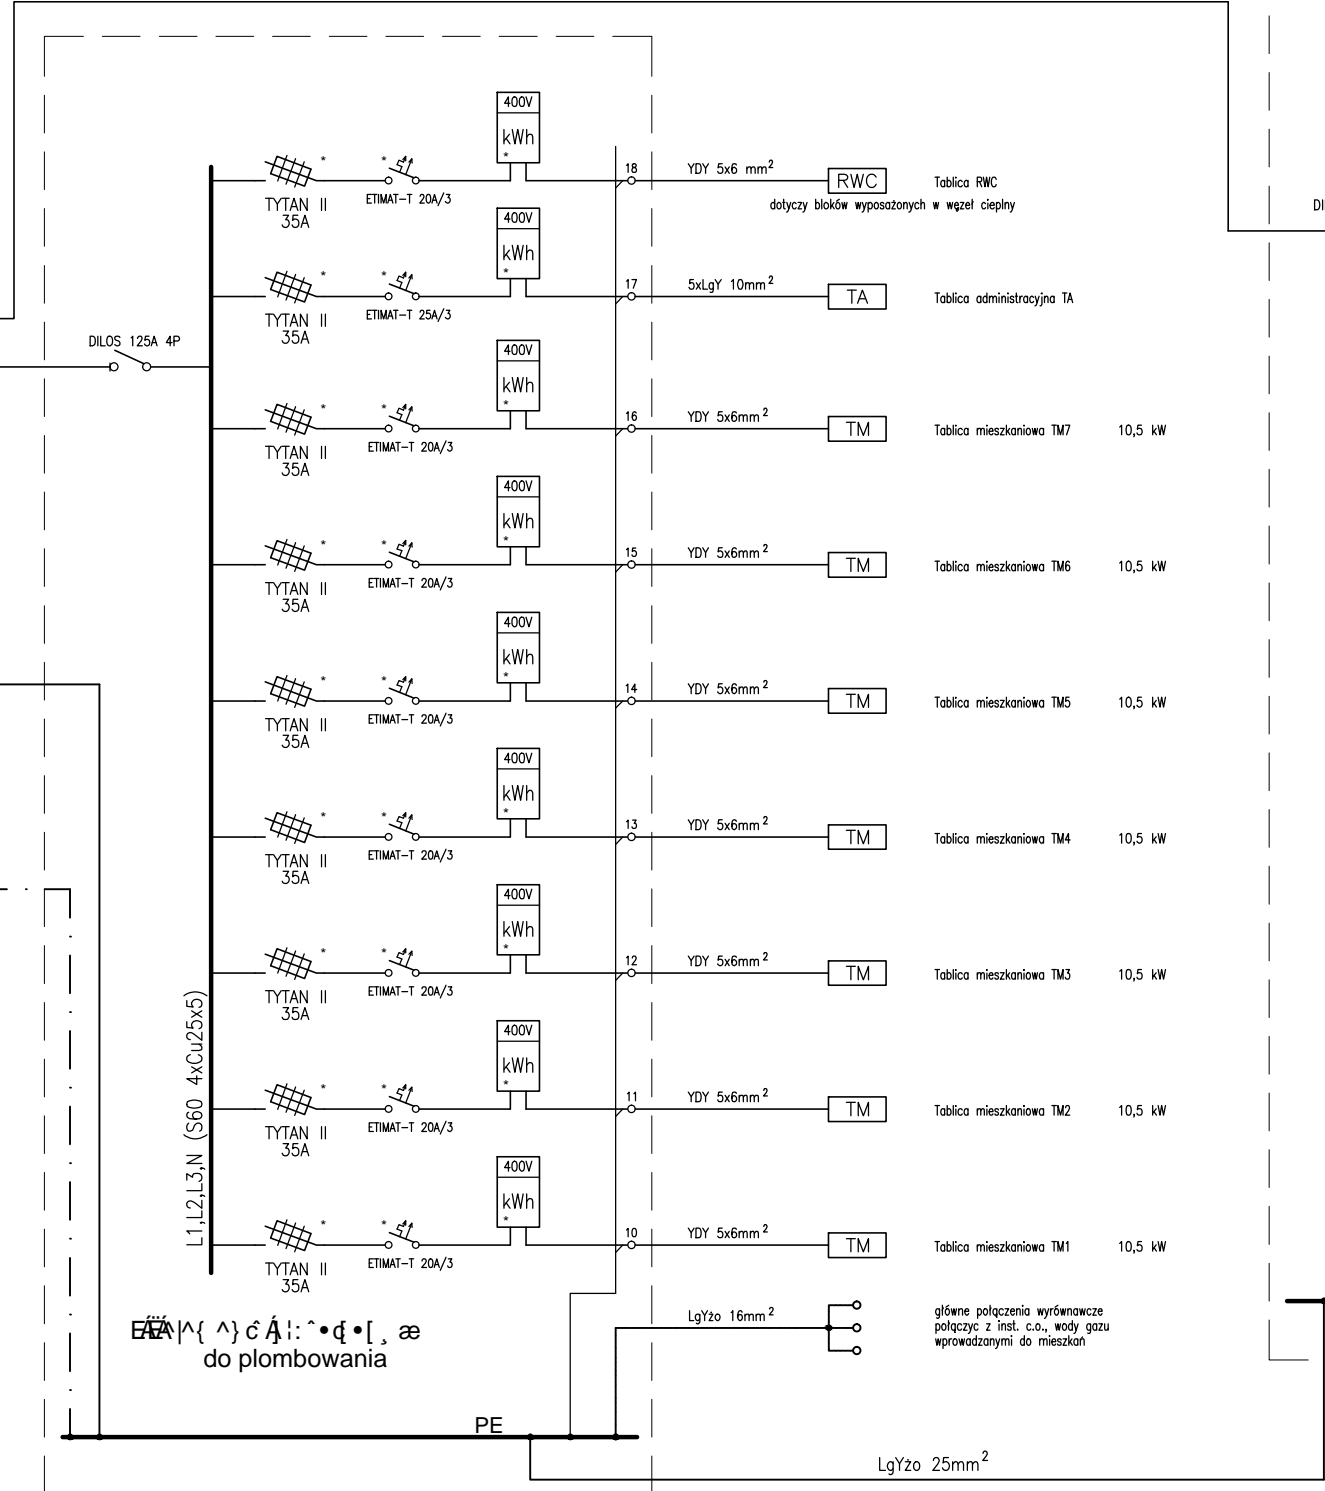 400V
kWh
*
* *
18 YDY 5x6 mm²
RWC Tablica RWC
TYTAN II
35A
ETIMAT-T 20A/3
dotyczy bloków wyposażonych w węzeł cieplny
400V
kWh
*
* *
17 5xLgY 10mm²
TA Tablica administracyjna TA
TYTAN II
35A
ETIMAT-T 25A/3
DILOS 125A 4P
400V
kWh
*
* *
16 YDY 5x6mm²
TM Tablica mieszkaniowa TM7 10,5 kW
TYTAN II
35A
ETIMAT-T 20A/3
400V
kWh
*
* *
15 YDY 5x6mm²
TM Tablica mieszkaniowa TM6 10,5 kW
TYTAN II
35A
ETIMAT-T 20A/3
400V
kWh
*
* *
14 YDY 5x6mm²
TM Tablica mieszkaniowa TM5 10,5 kW
TYTAN II
35A
ETIMAT-T 20A/3
400V
kWh
*
* *
13 YDY 5x6mm²
TM Tablica mieszkaniowa TM4 10,5 kW
TYTAN II
35A
ETIMAT-T 20A/3
400V
kWh
*
* *
12 YDY 5x6mm²
TM Tablica mieszkaniowa TM3 10,5 kW
TYTAN II
35A
ETIMAT-T 20A/3
400V
kWh
*
* *
11 YDY 5x6mm²
TM Tablica mieszkaniowa TM2 10,5 kW
TYTAN II
35A
ETIMAT-T 20A/3
L1,L2,L3,N (S60 4xCu25x5)
400V
kWh
*
* *
10 YDY 5x6mm²
TM Tablica mieszkaniowa TM1 10,5 kW
TYTAN II
35A
ETIMAT-T 20A/3
LgYżo 16mm²
główne połączenia wyrównawcze
połączyc z inst. c.o., wody gazu
wprowadzanymi do mieszkań
do plombowania
PE
LgYżo 25mm²